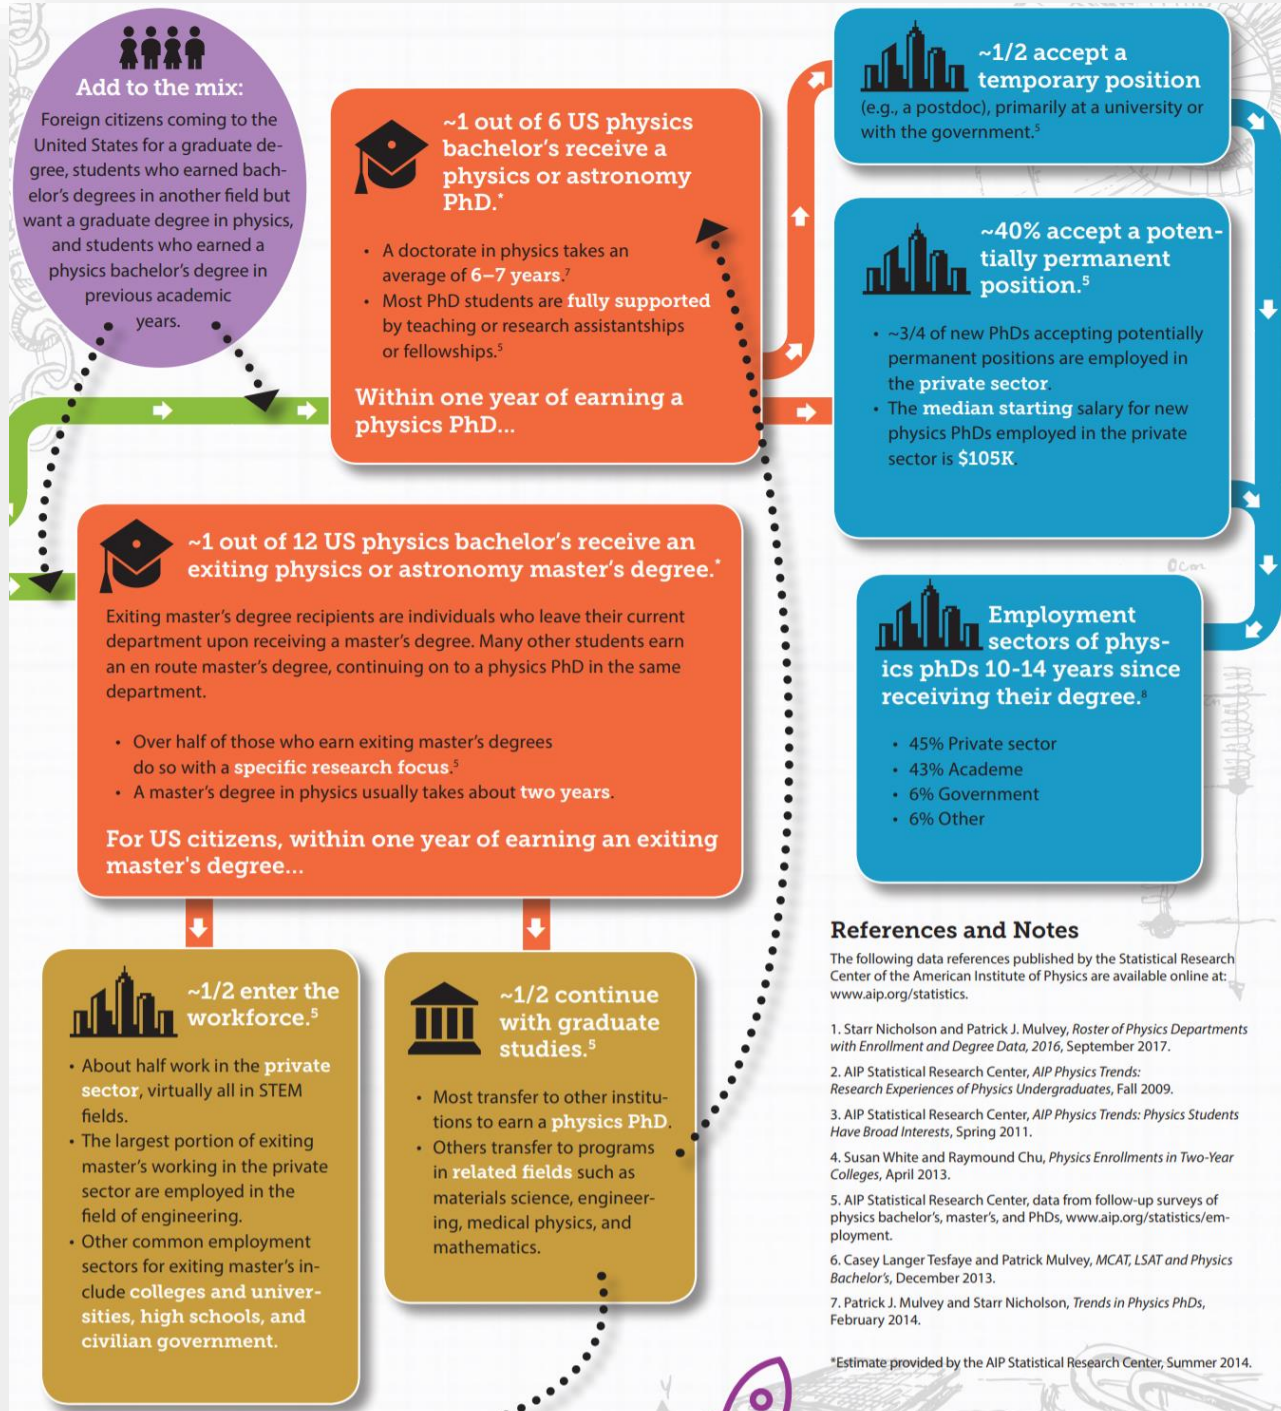 Add to the mix:
Foreign citizens coming to the
United States for a graduate de-
gree, students who earned bach-
elor's degrees in another field but
want a graduate degree in physics,
and students who earned a
physics bachelor's degree in
previous academic
years.
~1 out of 6 US physics
bachelor's receive a
physics or astronomy
PhD.*
• A doctorate in physics takes an
average of 6–7 years.7
• Most PhD students are fully supported
by teaching or research assistantships
or fellowships.5
Within one year of earning a
physics PhD...
~1/2 accept a
temporary position
(e.g., a postdoc), primarily at a university or
with the government.5
~40% accept a poten-
tially permanent
position.5
• ~3/4 of new PhDs accepting potentially
permanent positions are employed in
the private sector.
• The median starting salary for new
physics PhDs employed in the private
sector is $105K.
~1 out of 12 US physics bachelor's receive an
exiting physics or astronomy master's degree.*
Exiting master's degree recipients are individuals who leave their current
department upon receiving a master's degree. Many other students earn
an en route master's degree, continuing on to a physics PhD in the same
department.
• Over half of those who earn exiting master's degrees
do so with a specific research focus.5
• A master's degree in physics usually takes about two years.
For US citizens, within one year of earning an exiting
master's degree...
Employment
sectors of phys-
ics phDs 10-14 years since
receiving their degree.8
• 45% Private sector
• 43% Academe
• 6% Government
• 6% Other
~1/2 enter the
workforce.5
• About half work in the private
sector, virtually all in STEM
fields.
• The largest portion of exiting
master's working in the private
sector are employed in the
field of engineering.
• Other common employment
sectors for exiting master's in-
clude colleges and univer-
sities, high schools, and
civilian government.
~1/2 continue
with graduate
studies.5
• Most transfer to other institu-
tions to earn a physics PhD.
• Others transfer to programs
in related fields such as
materials science, engineer-
ing, medical physics, and
mathematics.
References and Notes
The following data references published by the Statistical Research
Center of the American Institute of Physics are available online at:
www.aip.org/statistics.
1. Starr Nicholson and Patrick J. Mulvey, Roster of Physics Departments
with Enrollment and Degree Data, 2016, September 2017.
2. AIP Statistical Research Center, AIP Physics Trends:
Research Experiences of Physics Undergraduates, Fall 2009.
3. AIP Statistical Research Center, AIP Physics Trends: Physics Students
Have Broad Interests, Spring 2011.
4. Susan White and Raymound Chu, Physics Enrollments in Two-Year
Colleges, April 2013.
5. AIP Statistical Research Center, data from follow-up surveys of
physics bachelor's, master's, and PhDs, www.aip.org/statistics/em-
ployment.
6. Casey Langer Tesfaye and Patrick Mulvey, MCAT, LSAT and Physics
Bachelor's, December 2013.
7. Patrick J. Mulvey and Starr Nicholson, Trends in Physics PhDs,
February 2014.
*Estimate provided by the AIP Statistical Research Center, Summer 2014.